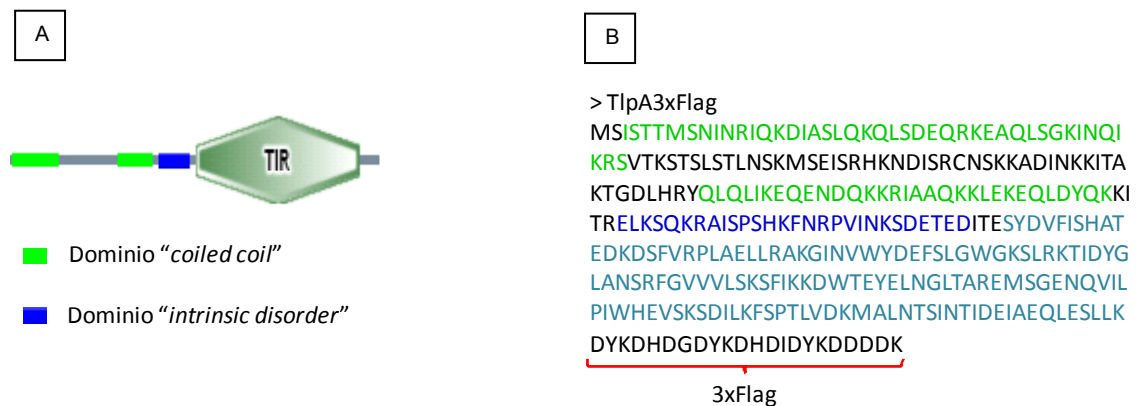 A
TIR
Dominio “coiled coil”
Dominio “intrinsic disorder”
B
> TlpA3xFlag
MSISTTMSNINRIQKDIASLQKQLSDEQRKEAQLSGKINQI
KRSVTKSTSLSTLNSKMSEISRHKNDISRCNSKKADINKKITA
KTGDLHRYQLQLIKEQENDQKKRIAAQKKLEKEQLDYQKKI
TRELKSQKRAISPSHKFNRPVINKSDETEDITESYDVFISHAT
EDKDSFVRPLAELLRAKGINVWYDEFSLGWGKSLRKTIDYG
LANSRFGVVVLSKSFIKKDWTEYELNGLTAREMSGENQVIL
PIWHEVSKSDILKFSPTLVDKMALNTSINTIDEIAEQLESLLK
DYKDHDGDYKDHDIDYKDDDDK
3xFlag